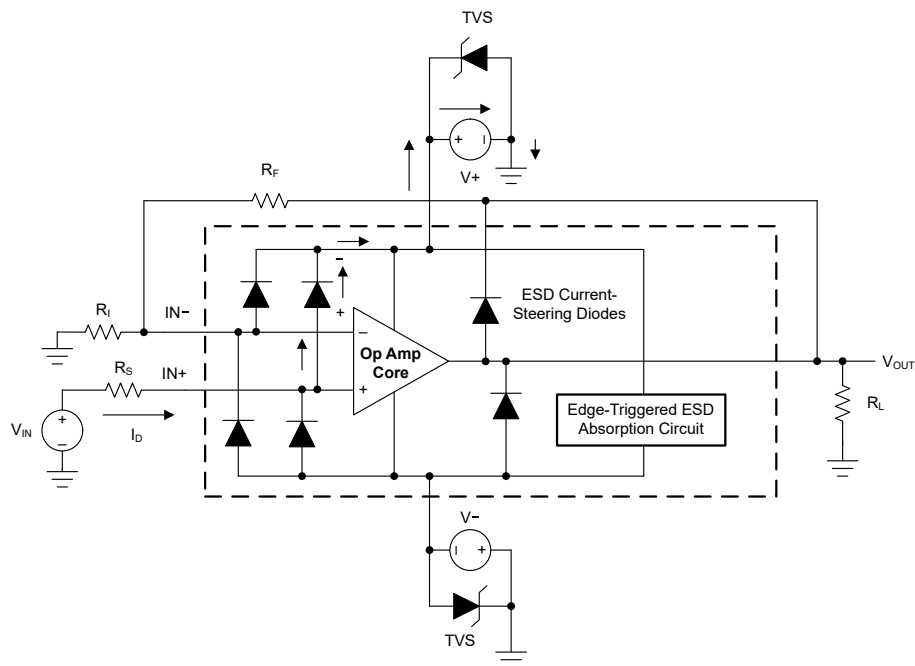 TVS
+ −
V+
RF
−
+
ESD Current-
Steering Diodes
RI
IN−
−
Op Amp
Core
+
VOUT
RS
IN+
RL
ID
VIN
+
−
Edge-Triggered ESD
Absorption Circuit
V−
− +
TVS